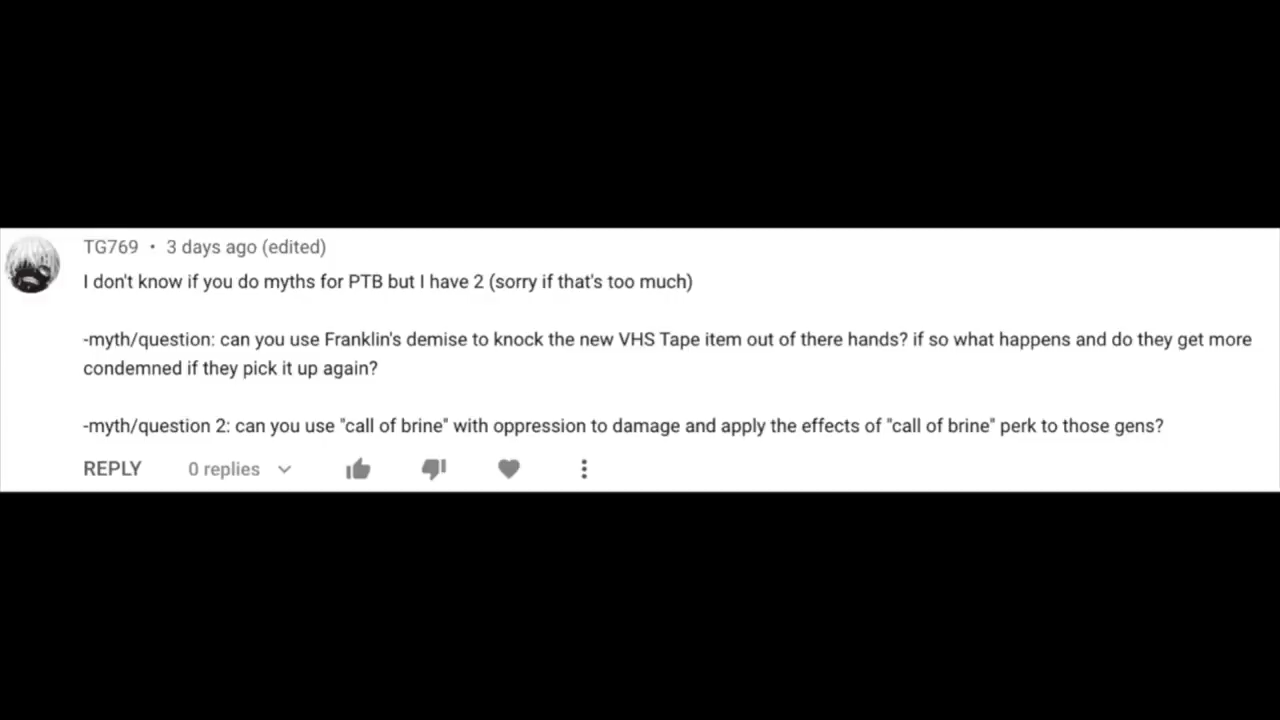 TG769 • 3 days ago (edited)
I don't know if you do myths for PTB but I have 2 (sorry if that's too much)
-myth/question: can you use Franklin's demise to knock the new VHS Tape item out of there hands? if so what happens and do they get more
condemned if they pick it up again?
-myth/question 2: can you use "call of brine" with oppression to damage and apply the effects of "call of brine" perk to those gens?
REPLY 0 replies